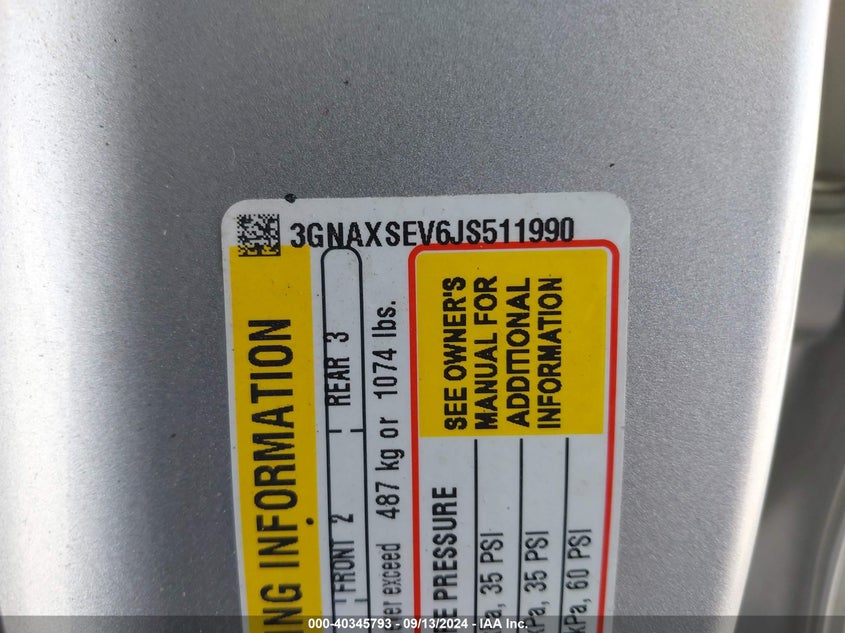 3GNAXSEV6JS511990
ING INFORMATION
FRONT 2 REAR 3
er exceed 487 kg or 1074 lbs.
SEE OWNER'S
MANUAL FOR
ADDITIONAL
INFORMATION
E PRESSURE
Pa, 35 PSI
kPa, 35 PSI
kPa, 60 PSI
000-40345793 - 09/13/2024 - IAA Inc.